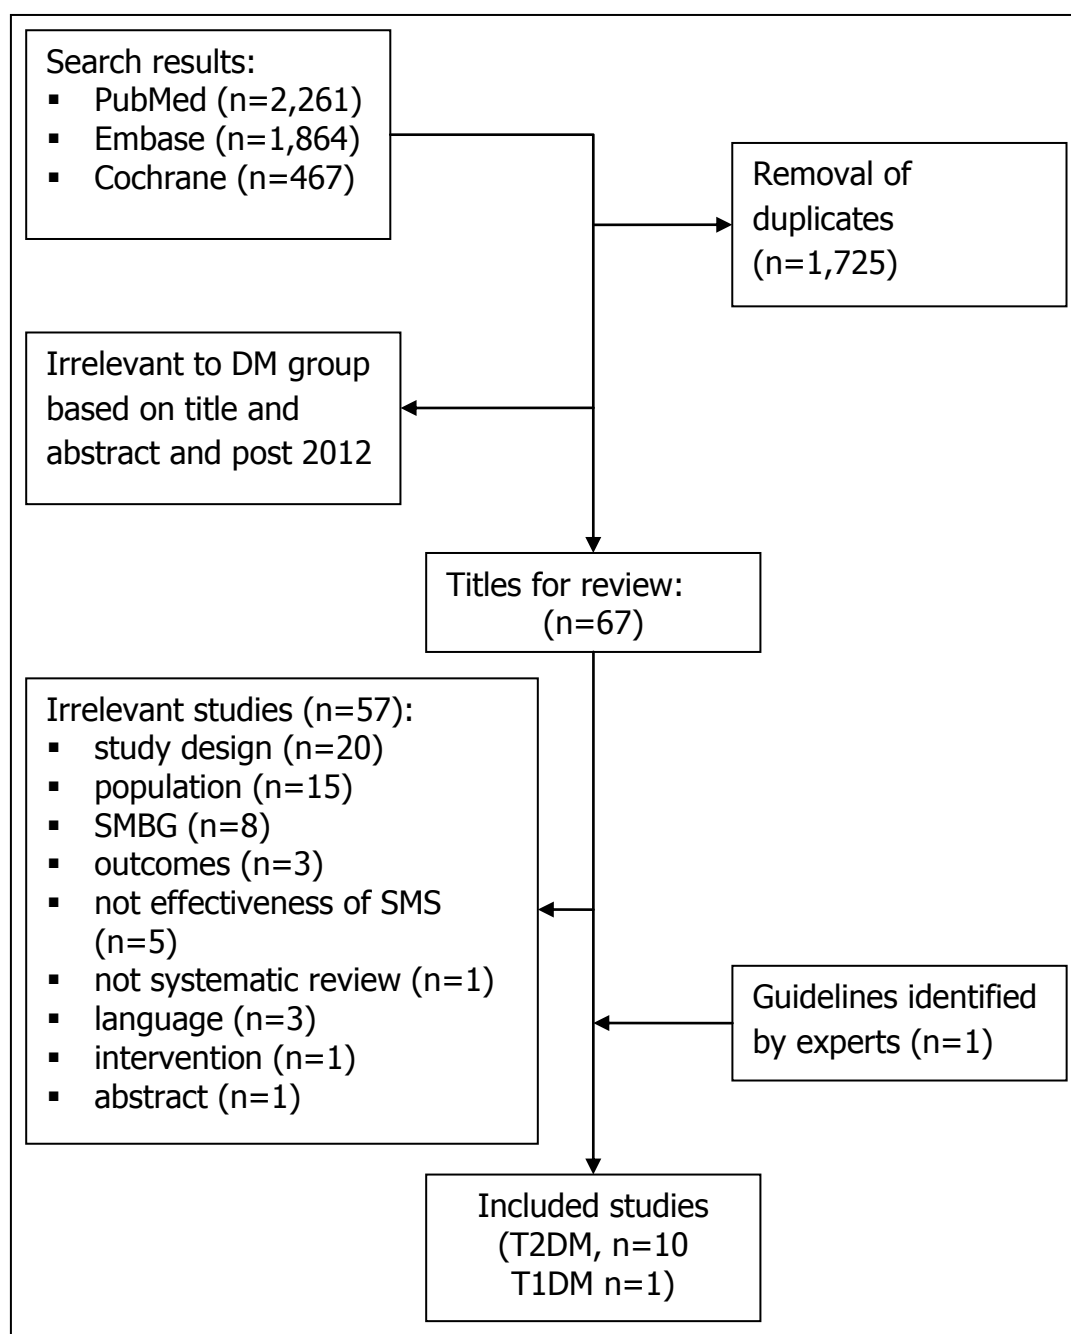 Search results:
▪ PubMed (n=2,261)
▪ Embase (n=1,864)
▪ Cochrane (n=467)
Removal of
duplicates
(n=1,725)
Irrelevant to DM group
based on title and
abstract and post 2012
Titles for review:
(n=67)
Irrelevant studies (n=57):
▪ study design (n=20)
▪ population (n=15)
▪ SMBG (n=8)
▪ outcomes (n=3)
▪ not effectiveness of SMS
(n=5)
▪ not systematic review (n=1)
▪ language (n=3)
▪ intervention (n=1)
▪ abstract (n=1)
Guidelines identified
by experts (n=1)
Included studies
(T2DM, n=10
T1DM n=1)